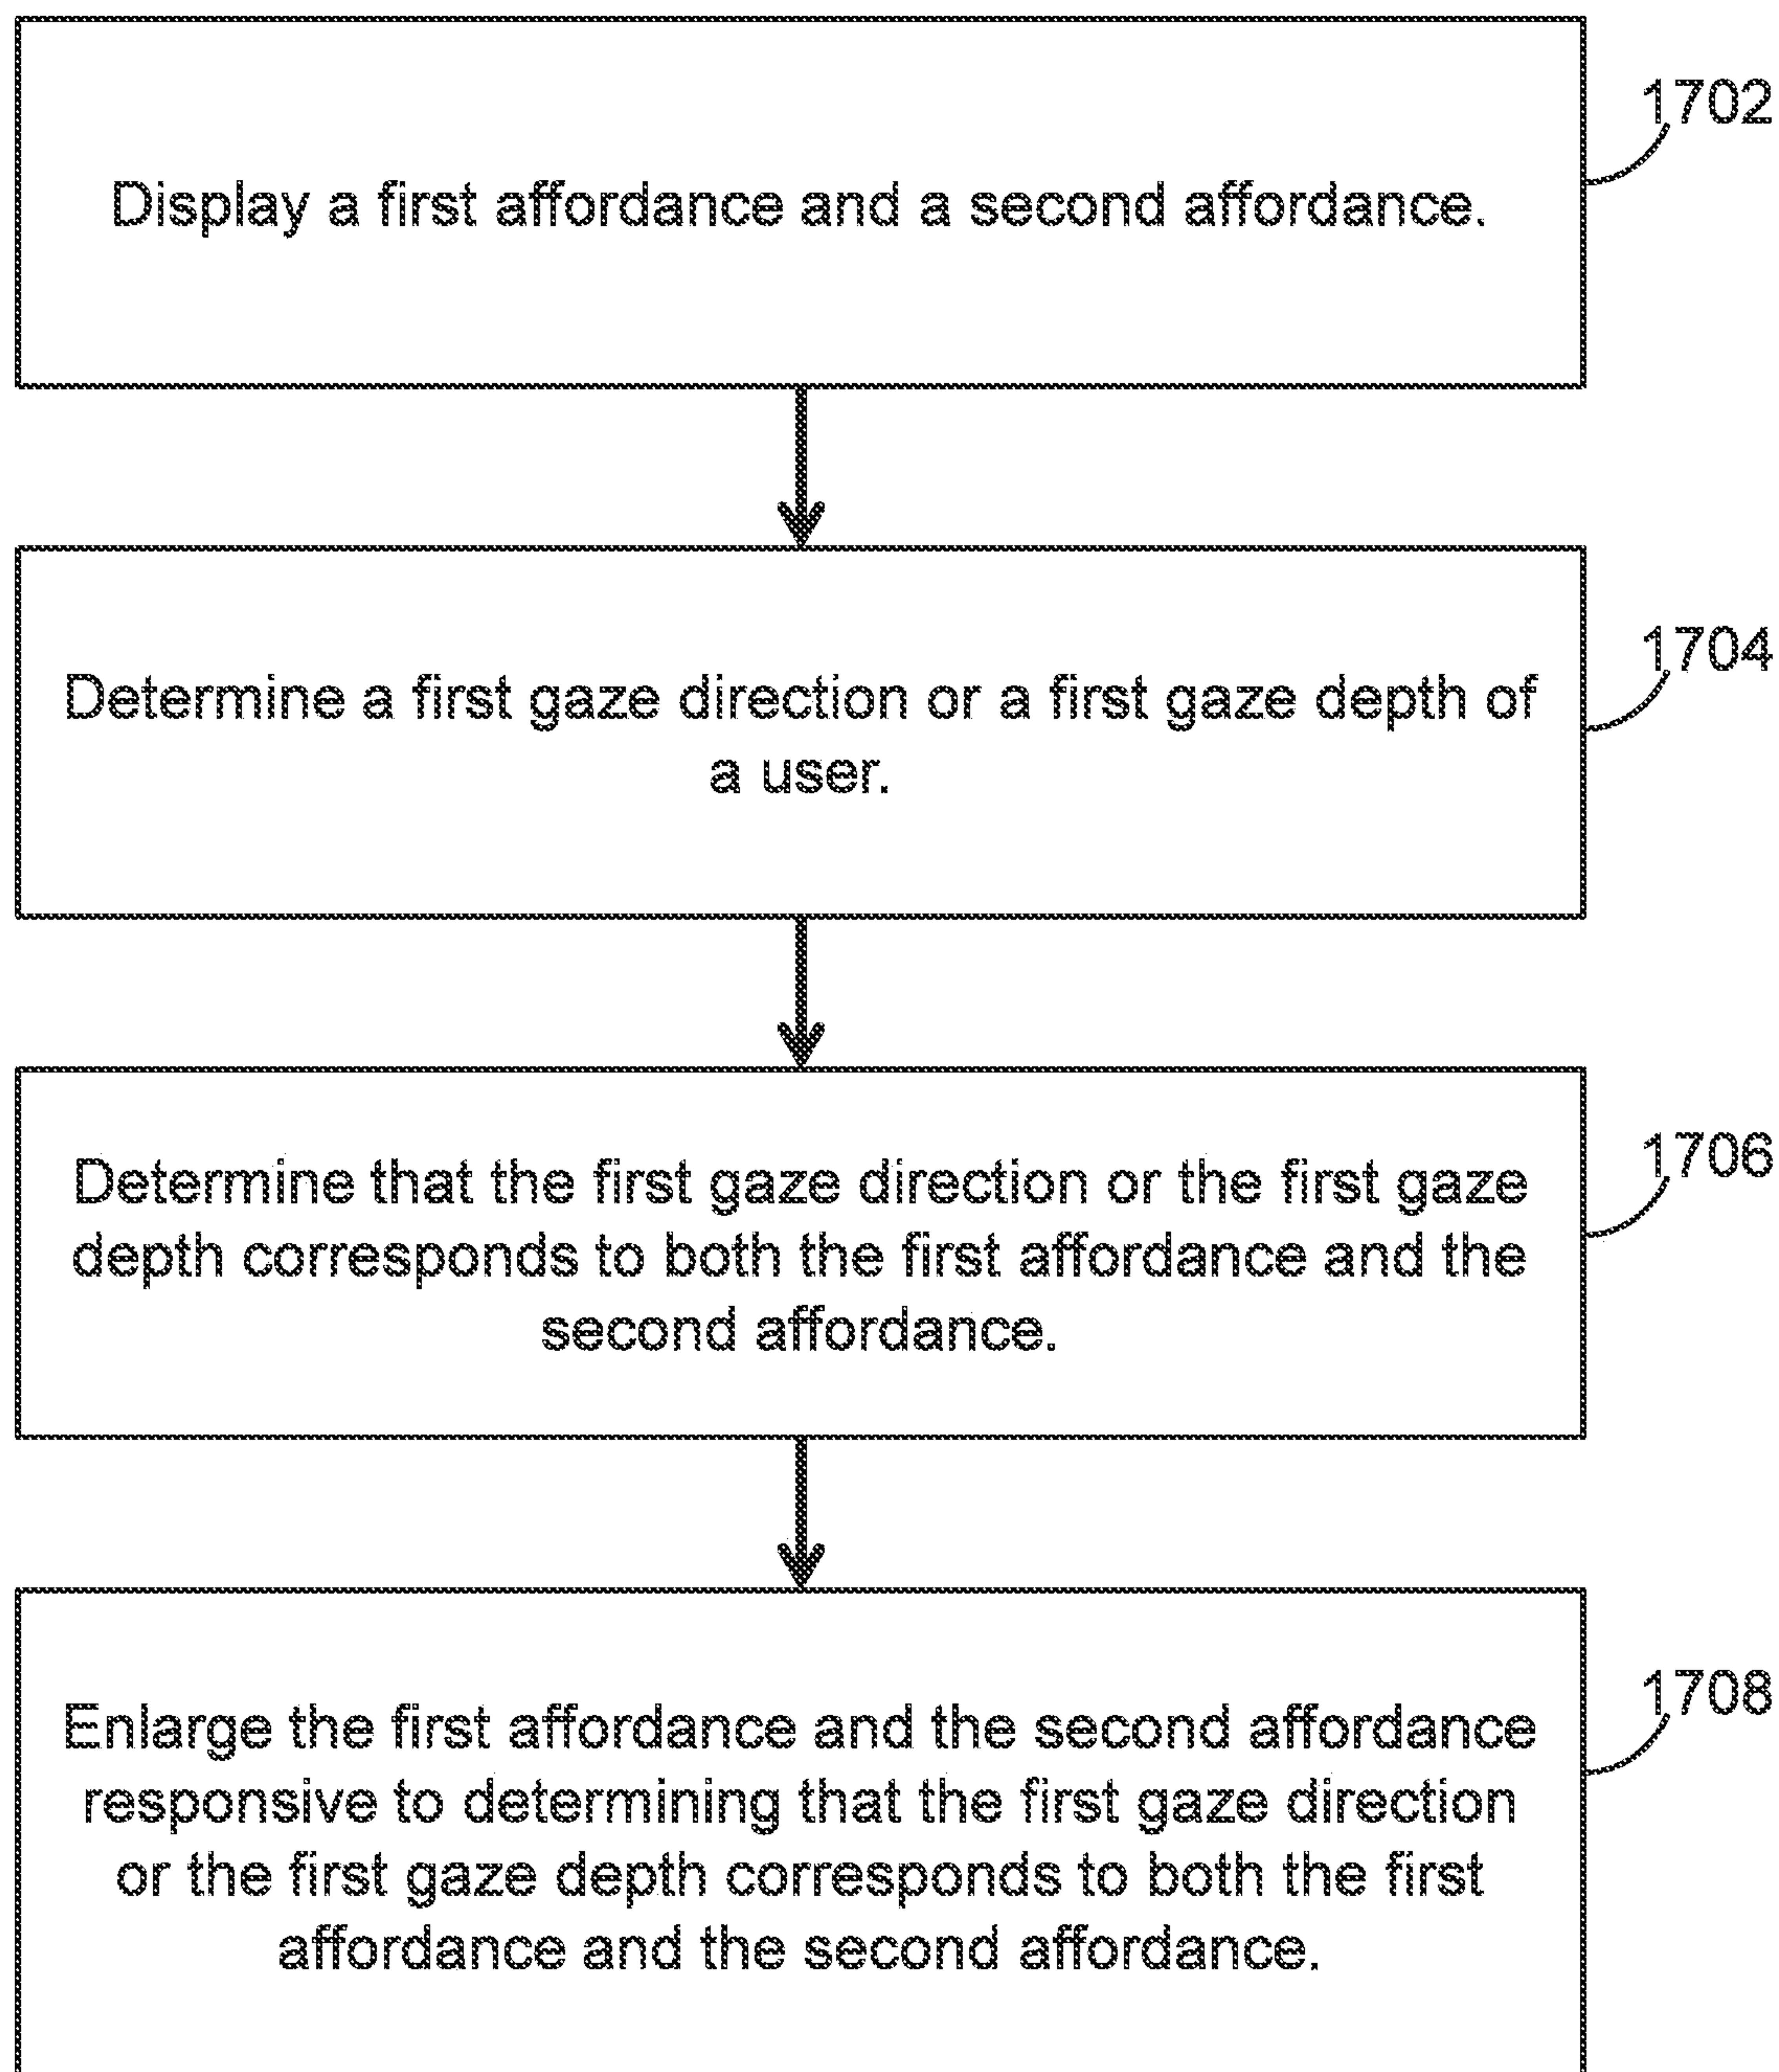 1702
Display a first affordance and a second affordance.
1704
Determine a first gaze direction or a first gaze depth of
a user.
1706
Determine that the first gaze direction or the first gaze
depth corresponds to both the first affordance and the
second affordance.
1708
Enlarge the first affordance and the second affordance
responsive to determining that the first gaze direction
or the first gaze depth corresponds to both the first
affordance and the second affordance.